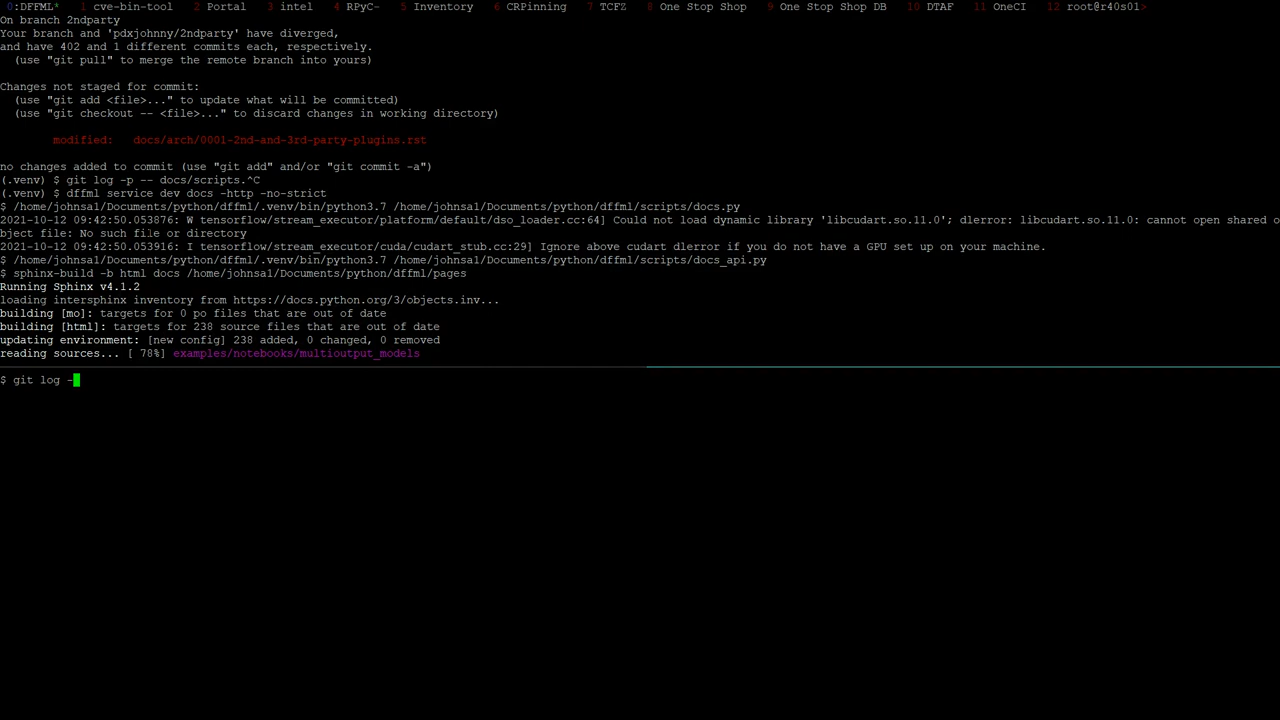 0:DFFML* 1 cve-bin-tool 2 Portal 3 intel 4 RPyC- 5 Inventory 6 CRPinning 7 TCFZ 8 One Stop Shop 9 One Stop Shop DB 10 DTAF 11 OneCI 12 root@r40s01>
On branch 2ndparty
Your branch and 'pdxjohnny/2ndparty' have diverged,
and have 402 and 1 different commits each, respectively.
  (use "git pull" to merge the remote branch into yours)
Changes not staged for commit:
  (use "git add <file>..." to update what will be committed)
  (use "git checkout -- <file>..." to discard changes in working directory)
        modified:   docs/arch/0001-2nd-and-3rd-party-plugins.rst
no changes added to commit (use "git add" and/or "git commit -a")
(.venv) $ git log -p -- docs/scripts.^C
(.venv) $ dffml service dev docs -http -no-strict
$ /home/johnsa1/Documents/python/dffml/.venv/bin/python3.7 /home/johnsa1/Documents/python/dffml/scripts/docs.py
2021-10-12 09:42:50.053876: W tensorflow/stream_executor/platform/default/dso_loader.cc:64] Could not load dynamic library 'libcudart.so.11.0'; dlerror: libcudart.so.11.0: cannot open shared o
bject file: No such file or directory
2021-10-12 09:42:50.053916: I tensorflow/stream_executor/cuda/cudart_stub.cc:29] Ignore above cudart dlerror if you do not have a GPU set up on your machine.
$ /home/johnsa1/Documents/python/dffml/.venv/bin/python3.7 /home/johnsa1/Documents/python/dffml/scripts/docs_api.py
$ sphinx-build -b html docs /home/johnsa1/Documents/python/dffml/pages
Running Sphinx v4.1.2
loading intersphinx inventory from https://docs.python.org/3/objects.inv...
building [mo]: targets for 0 po files that are out of date
building [html]: targets for 238 source files that are out of date
updating environment: [new config] 238 added, 0 changed, 0 removed
reading sources... [ 78%] examples/notebooks/multioutput_models
$ git log -